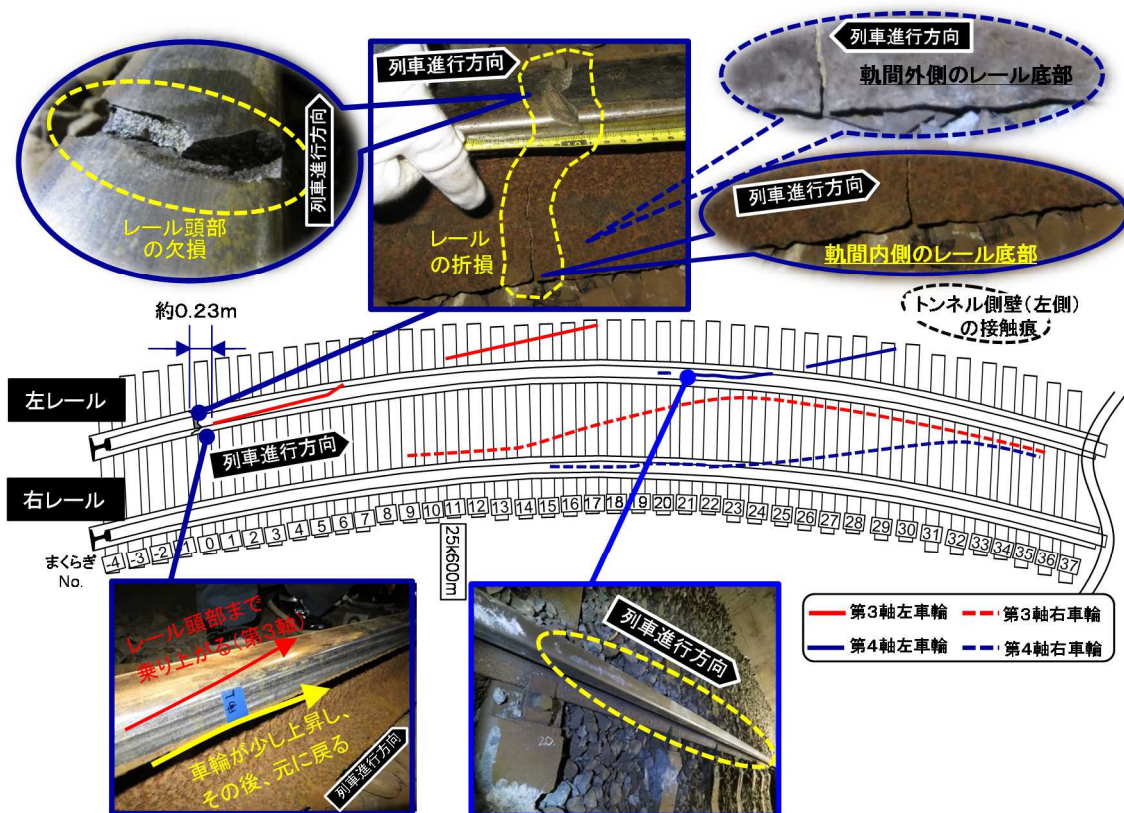 列車進行方向
レール頭部
の欠損
列車進行方向
レール
の折損
列車進行方向
軌間外側のレール底部
列車進行方向
軌間内側のレール底部
トンネル側壁(左側)
の接触痕
約0.23m
左レール
右レール
列車進行方向
まくらぎ
No.
-4 -3 -2 -1 0 1 2 3 4 5 6 7 8 9 10 11 12 13 14 15 16 17 18 19 20 21 22 23 24 25 26 27 28 29 30 31 32 33 34 35 36 37
25k600m
第3軸左車輪
第3軸右車輪
第4軸左車輪
第4軸右車輪
レール頭部まで
乗り上がる(第3軸)
車輪が少し上昇し、
その後、元に戻る
列車進行方向
列車進行方向
20.